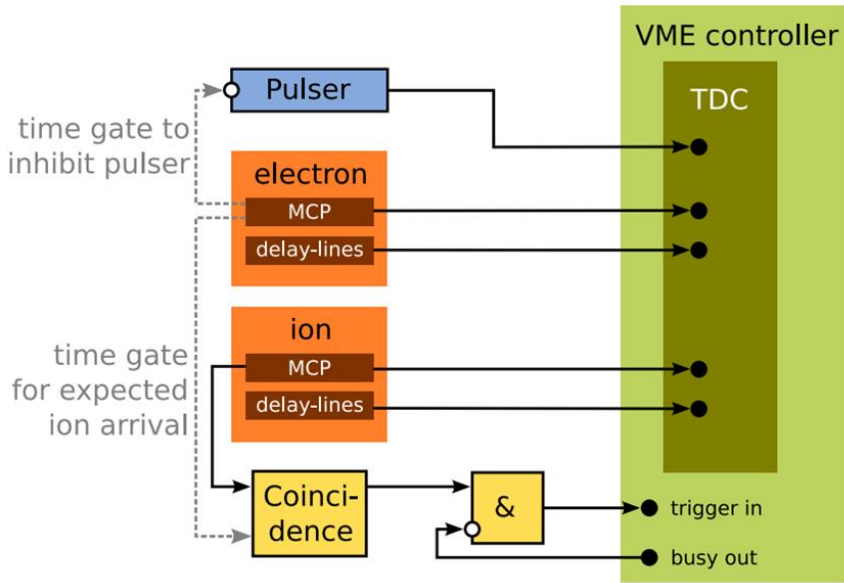 VME controller
TDC
Pulser
time gate to
inhibit pulser
electron
MCP
delay-lines
ion
MCP
delay-lines
time gate
for expected
ion arrival
Coinci-
dence
&
trigger in
busy out